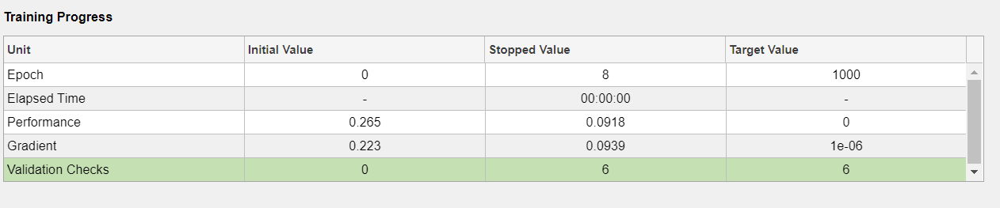 Training Progress
Unit Initial Value Stopped Value Target Value
Epoch 0 8 1000
Elapsed Time - 00:00:00 -
Performance 0.265 0.0918 0
Gradient 0.223 0.0939 1e-06
Validation Checks 0 6 6